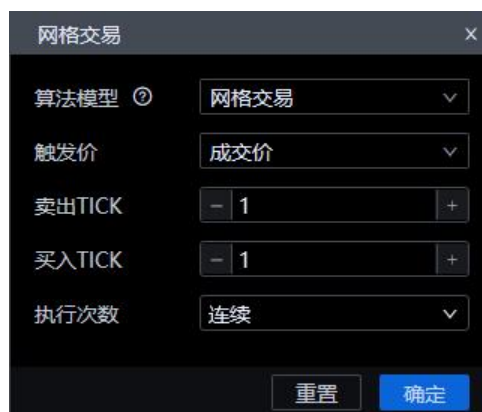 网格交易 x
算法模型 ? 网格交易
触发价 成交价
卖出TICK - 1 +
买入TICK - 1 +
执行次数 连续
重置 确定